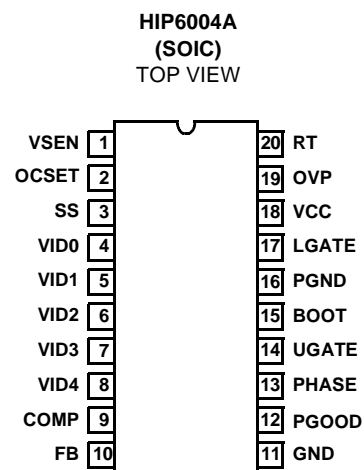 HIP6004A
(SOIC)
TOP VIEW
VSEN 1 20 RT
OCSET 2 19 OVP
SS 3 18 VCC
VID0 4 17 LGATE
VID1 5 16 PGND
VID2 6 15 BOOT
VID3 7 14 UGATE
VID4 8 13 PHASE
COMP 9 12 PGOOD
FB 10 11 GND